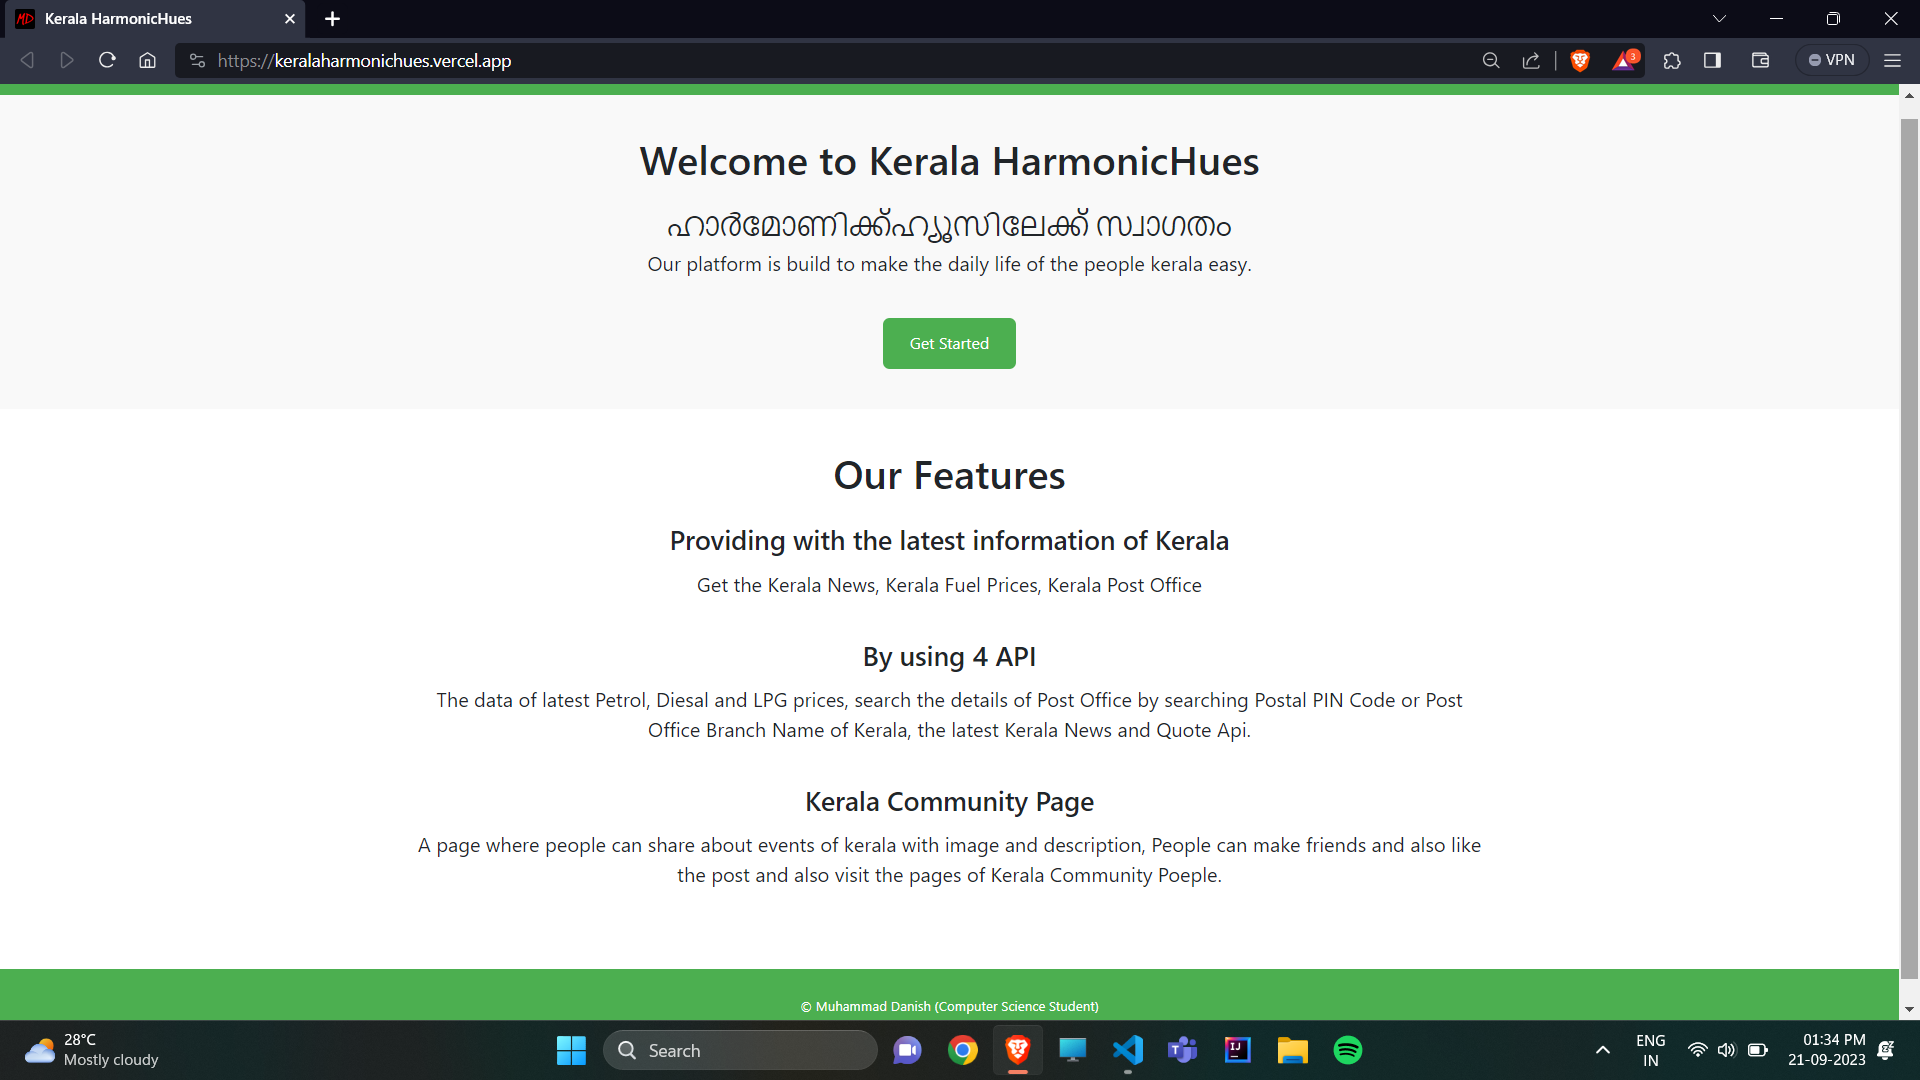 Kerala HarmonicHues
https://keralaharmonichues.vercel.app
3
VPN
Welcome to Kerala HarmonicHues
ഹാർമോണിക്ക്ഹ്യൂസിലേക്ക് സ്വാഗതം
Our platform is build to make the daily life of the people kerala easy.
Get Started
Our Features
Providing with the latest information of Kerala
Get the Kerala News, Kerala Fuel Prices, Kerala Post Office
By using 4 API
The data of latest Petrol, Diesal and LPG prices, search the details of Post Office by searching Postal PIN Code or Post
Office Branch Name of Kerala, the latest Kerala News and Quote Api.
Kerala Community Page
A page where people can share about events of kerala with image and description, People can make friends and also like
the post and also visit the pages of Kerala Community Poeple.
© Muhammad Danish (Computer Science Student)
28°C
Mostly cloudy
Search
ENG
IN
01:34 PM
21-09-2023